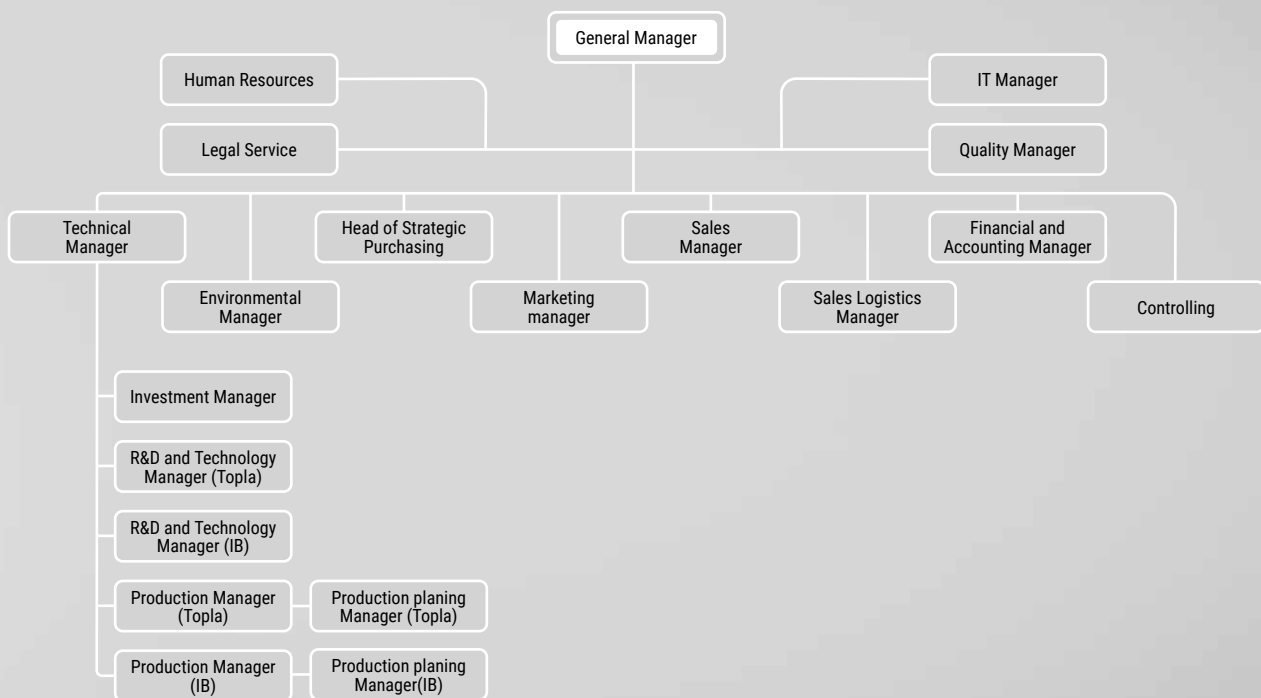 General Manager
Human Resources
IT Manager
Legal Service
Quality Manager
Technical
Manager
Head of Strategic
Purchasing
Sales
Manager
Financial and
Accounting Manager
Environmental
Manager
Marketing
manager
Sales Logistics
Manager
Controlling
Investment Manager
R&D and Technology
Manager (Topla)
R&D and Technology
Manager (IB)
Production Manager
(Topla)
Production planing
Manager (Topla)
Production Manager
(IB)
Production planing
Manager(IB)